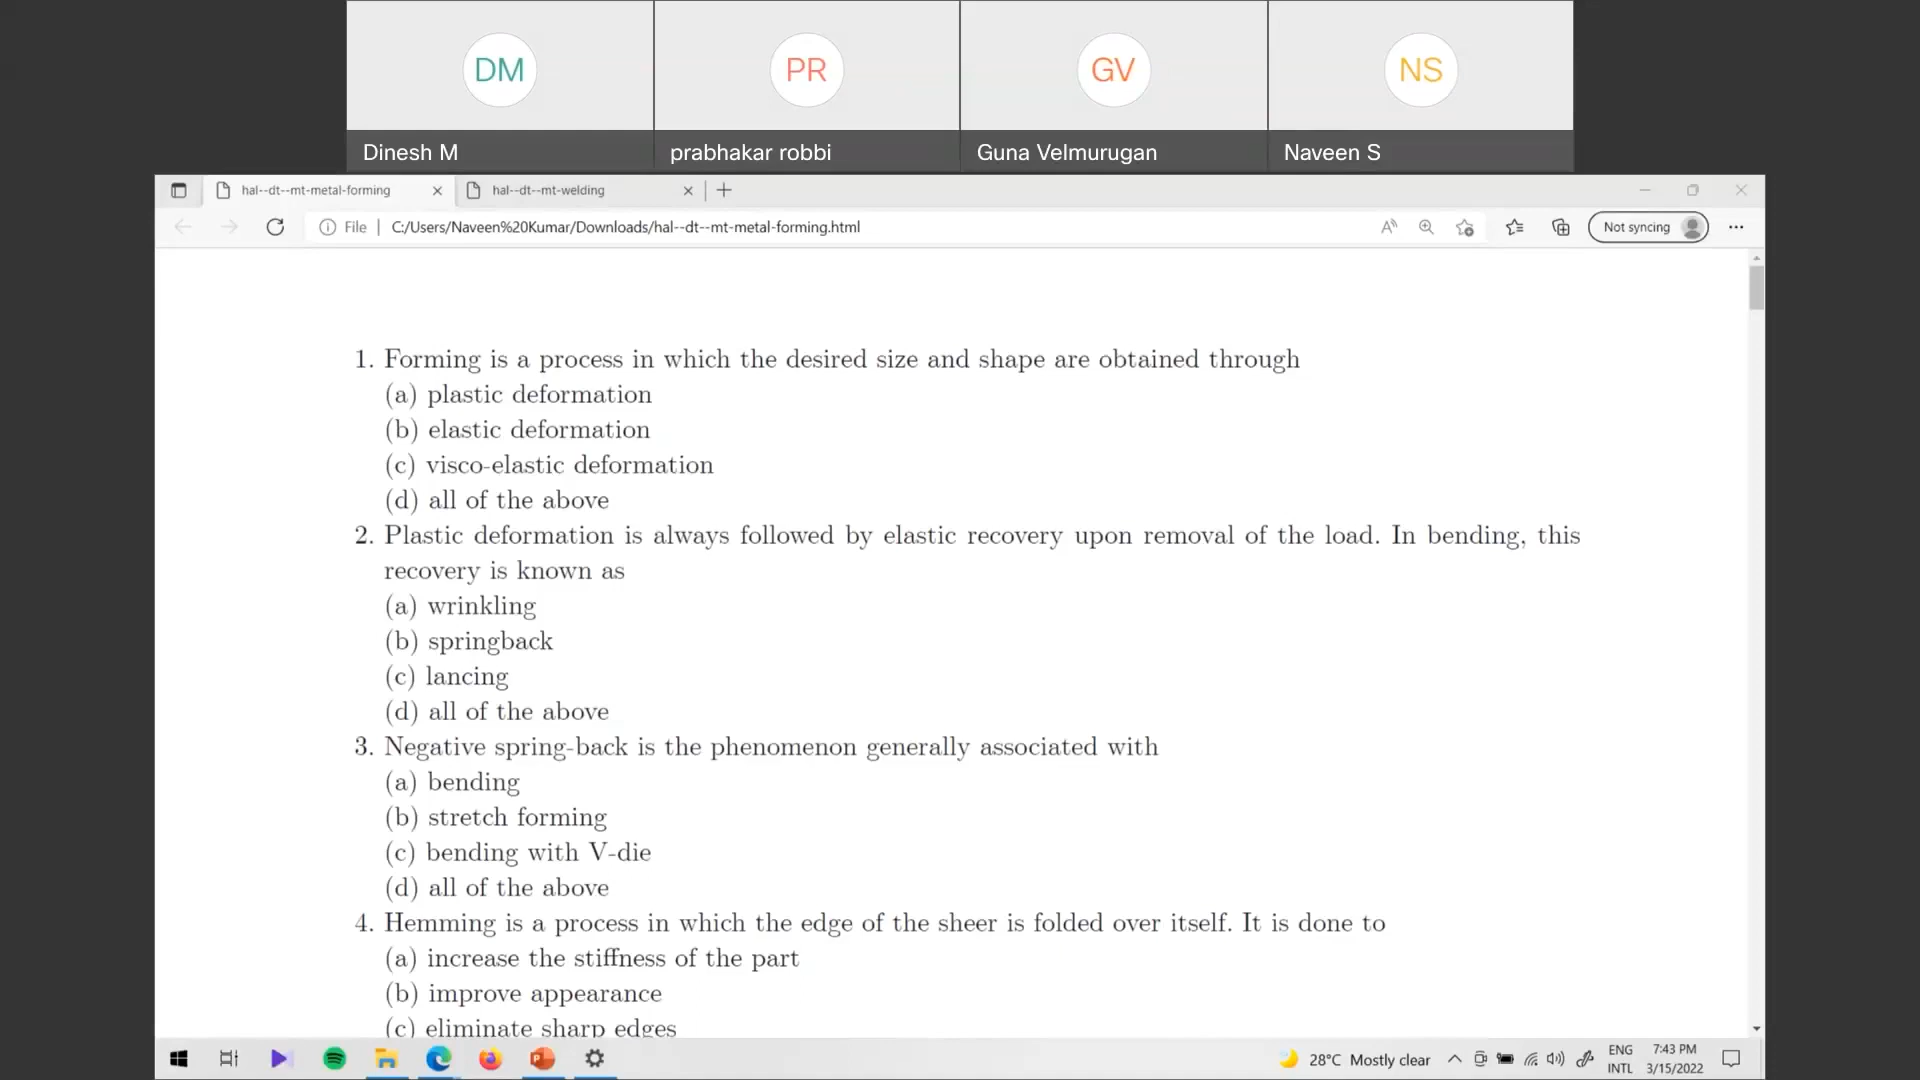 DM
PR
GV
NS
Dinesh M
prabhakar robbi
Guna Velmurugan
Naveen S
hal--dt--mt-metal-forming
hal--dt--mt-welding
File
C:/Users/Naveen%20Kumar/Downloads/hal--dt--mt-metal-forming.html
Not syncing
1. Forming is a process in which the desired size and shape are obtained through
(a) plastic deformation
(b) elastic deformation
(c) visco-elastic deformation
(d) all of the above
2. Plastic deformation is always followed by elastic recovery upon removal of the load. In bending, this
recovery is known as
(a) wrinkling
(b) springback
(c) lancing
(d) all of the above
3. Negative spring-back is the phenomenon generally associated with
(a) bending
(b) stretch forming
(c) bending with V-die
(d) all of the above
4. Hemming is a process in which the edge of the sheer is folded over itself. It is done to
(a) increase the stiffness of the part
(b) improve appearance
(c) eliminate sharp edges
28°C Mostly clear
ENG
INTL
7:43 PM
3/15/2022